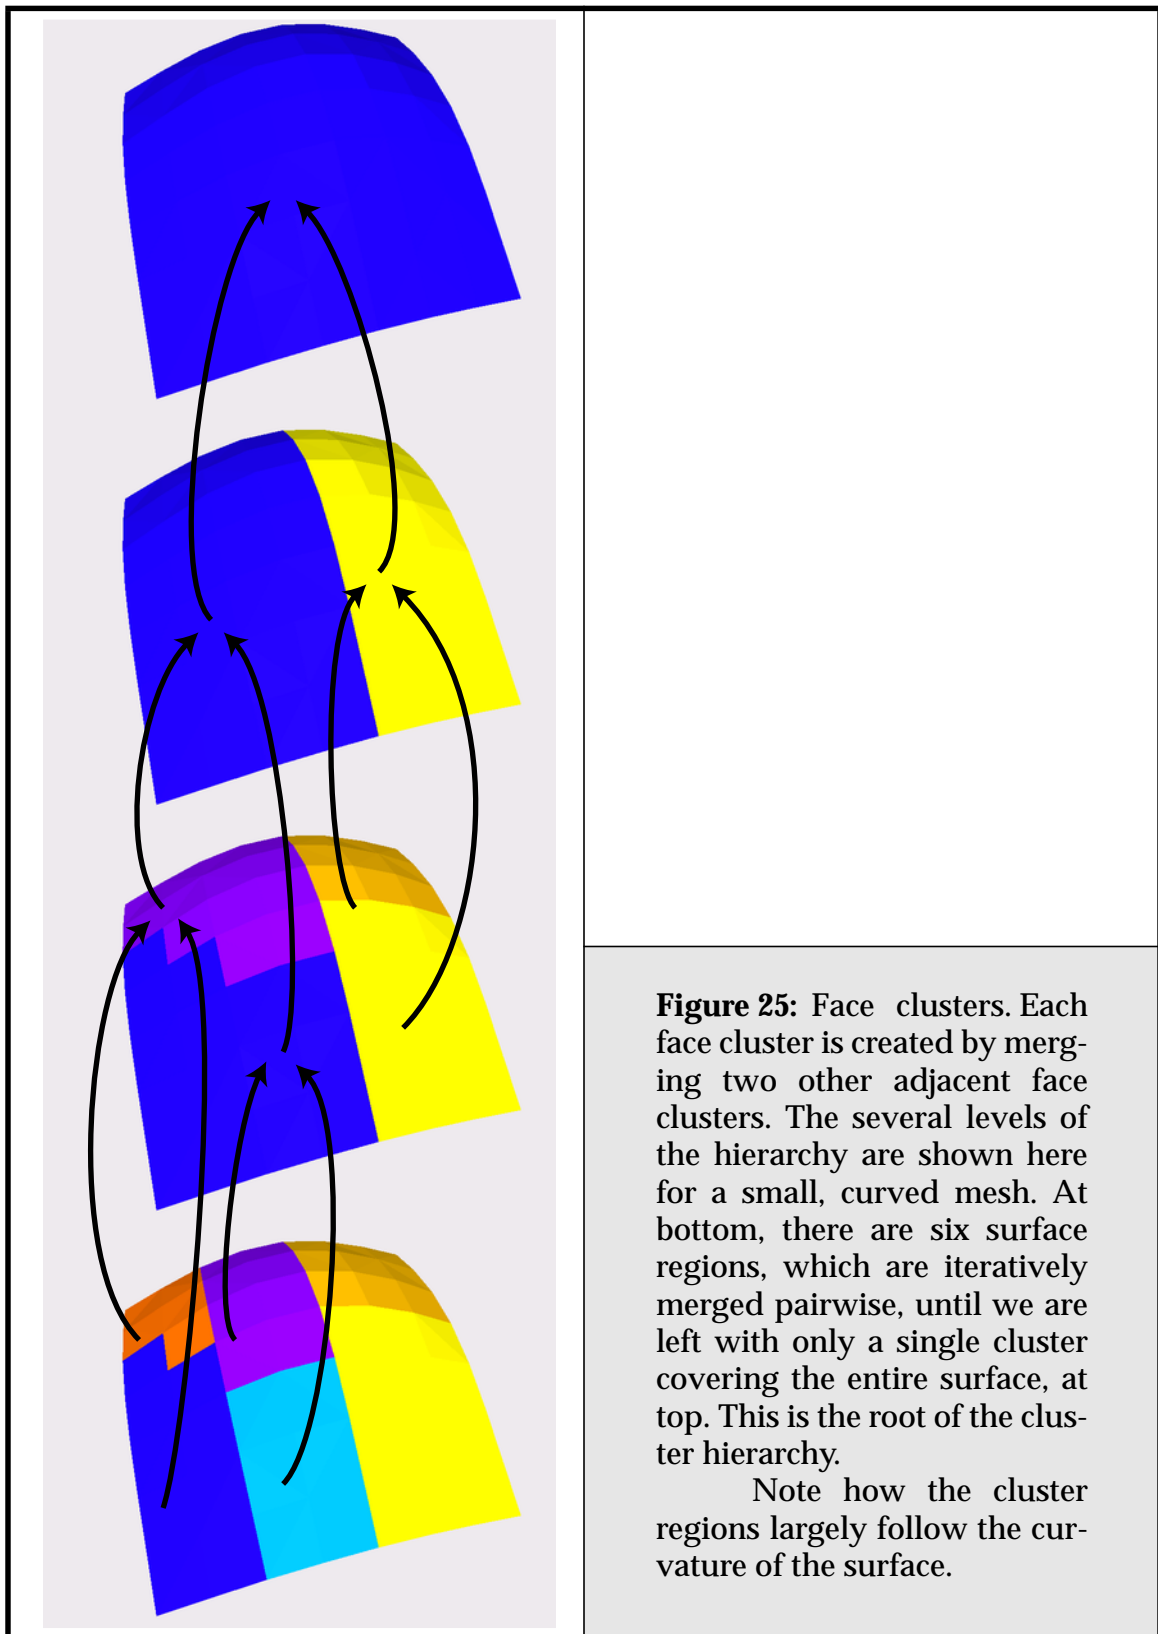 Figure 25: Face clusters. Each
face cluster is created by merg-
ing two other adjacent face
clusters. The several levels of
the hierarchy are shown here
for a small, curved mesh. At
bottom, there are six surface
regions, which are iteratively
merged pairwise, until we are
left with only a single cluster
covering the entire surface, at
top. This is the root of the clus-
ter hierarchy.
Note how the cluster
regions largely follow the cur-
vature of the surface.